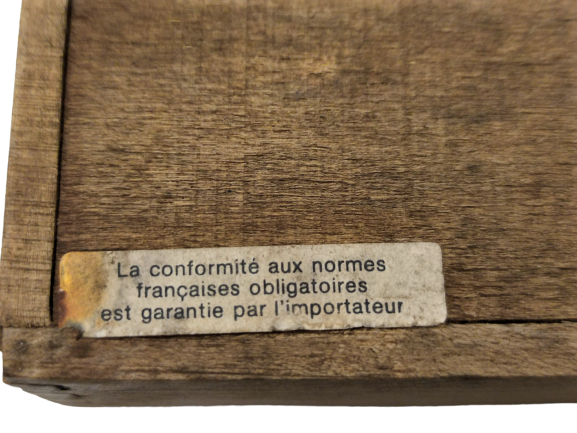 La conformité aux normes
françaises obligatoires
est garantie par l'importateur